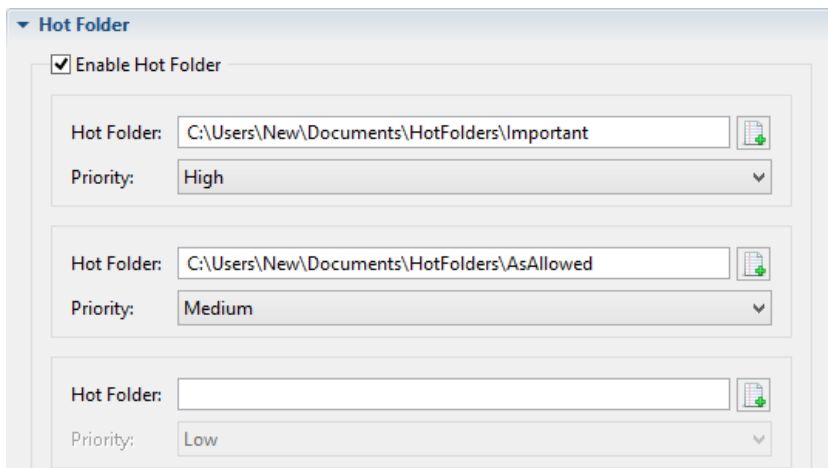 Hot Folder
Enable Hot Folder
Hot Folder: C:\Users\New\Documents\HotFolders\Important
Priority: High
Hot Folder: C:\Users\New\Documents\HotFolders\AsAllowed
Priority: Medium
Hot Folder:
Priority: Low